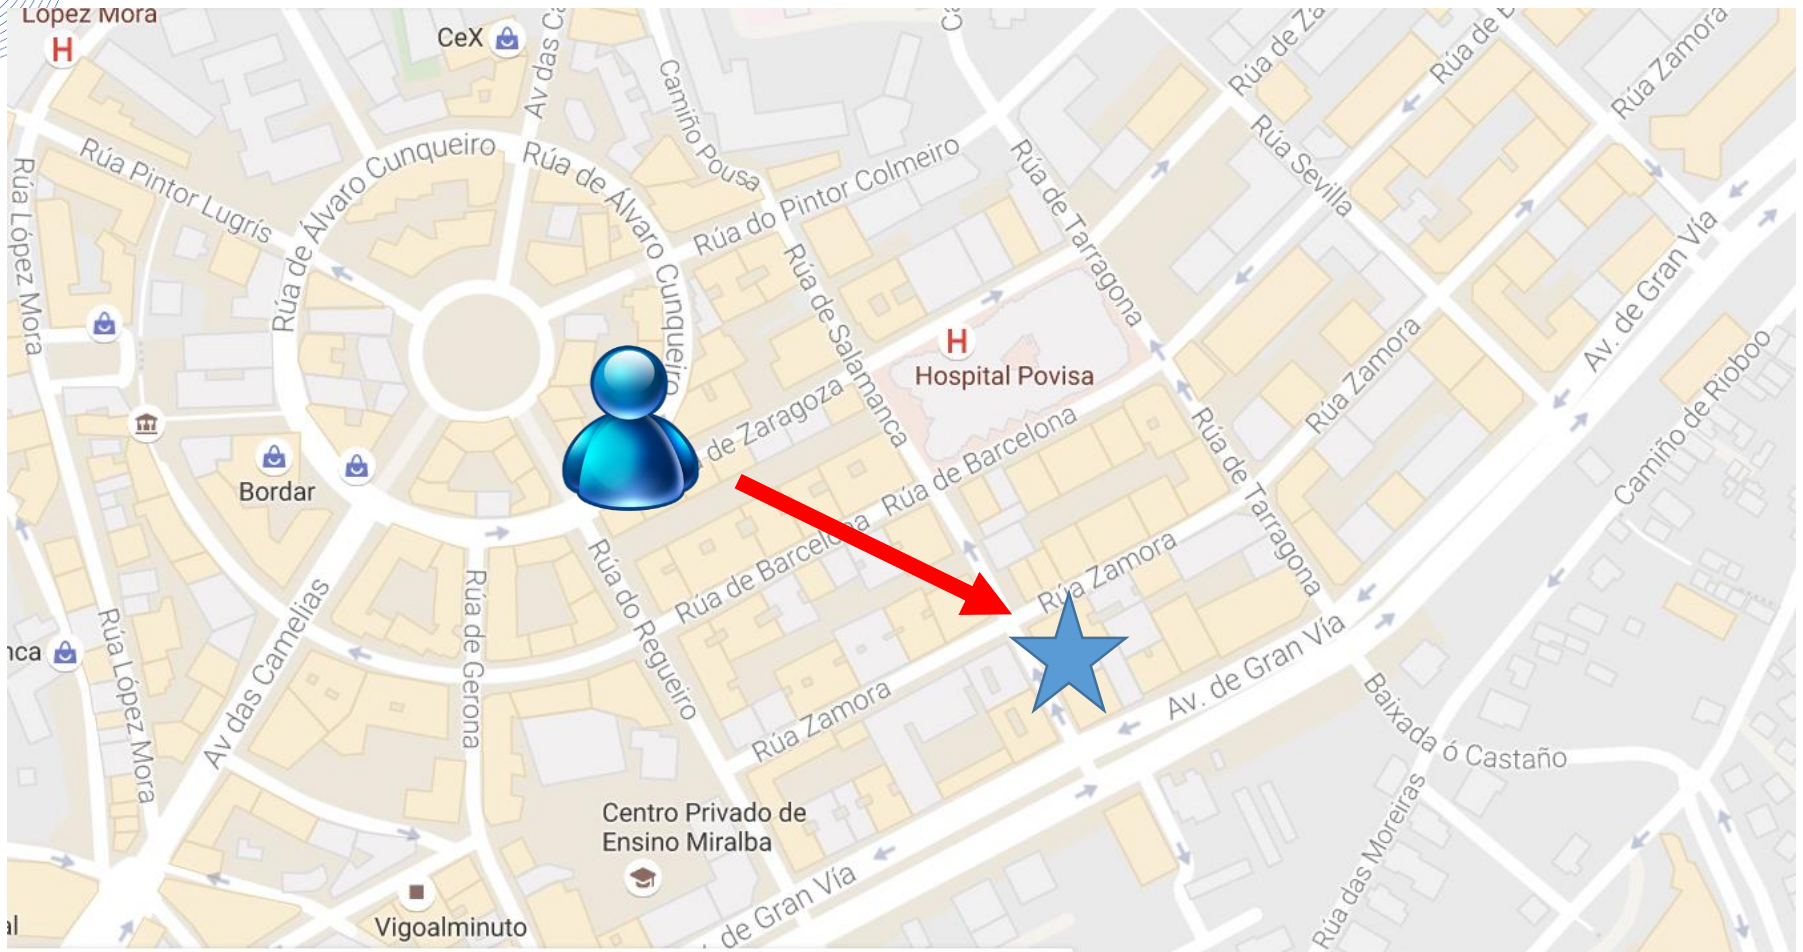 López Mora
H
CeX
Av das Ca
Camiño Pousa
Rúa de Za
Rúa Zamora
Rúa Pintor Lugrís
Rúa de Álvaro Cunqueiro
Rúa de Álvaro Cunqueiro
Rúa do Pintor Colmeiro
Rúa de Tarragona
Rúa Sevilla
Rúa López Mora
Rúa de Salamanca
H
Hospital Povisa
Av. de Gran Vía
Rúa Zamora
Camiño de Rioboo
de Zaragoza
Bordar
Rúa de Barcelona
Rúa de Tarragona
Rúa de Barcelona
Rúa Zamora
Rúa do Regueiro
Rúa de Gerona
Av das Camelias
Rúa López Mora
nca
Rúa Zamora
Av. de Gran Vía
Baixada ó Castaño
Centro Privado de
Ensino Miralba
Rúa das Moreiras
de Gran Vía
Vigoalminuto
al